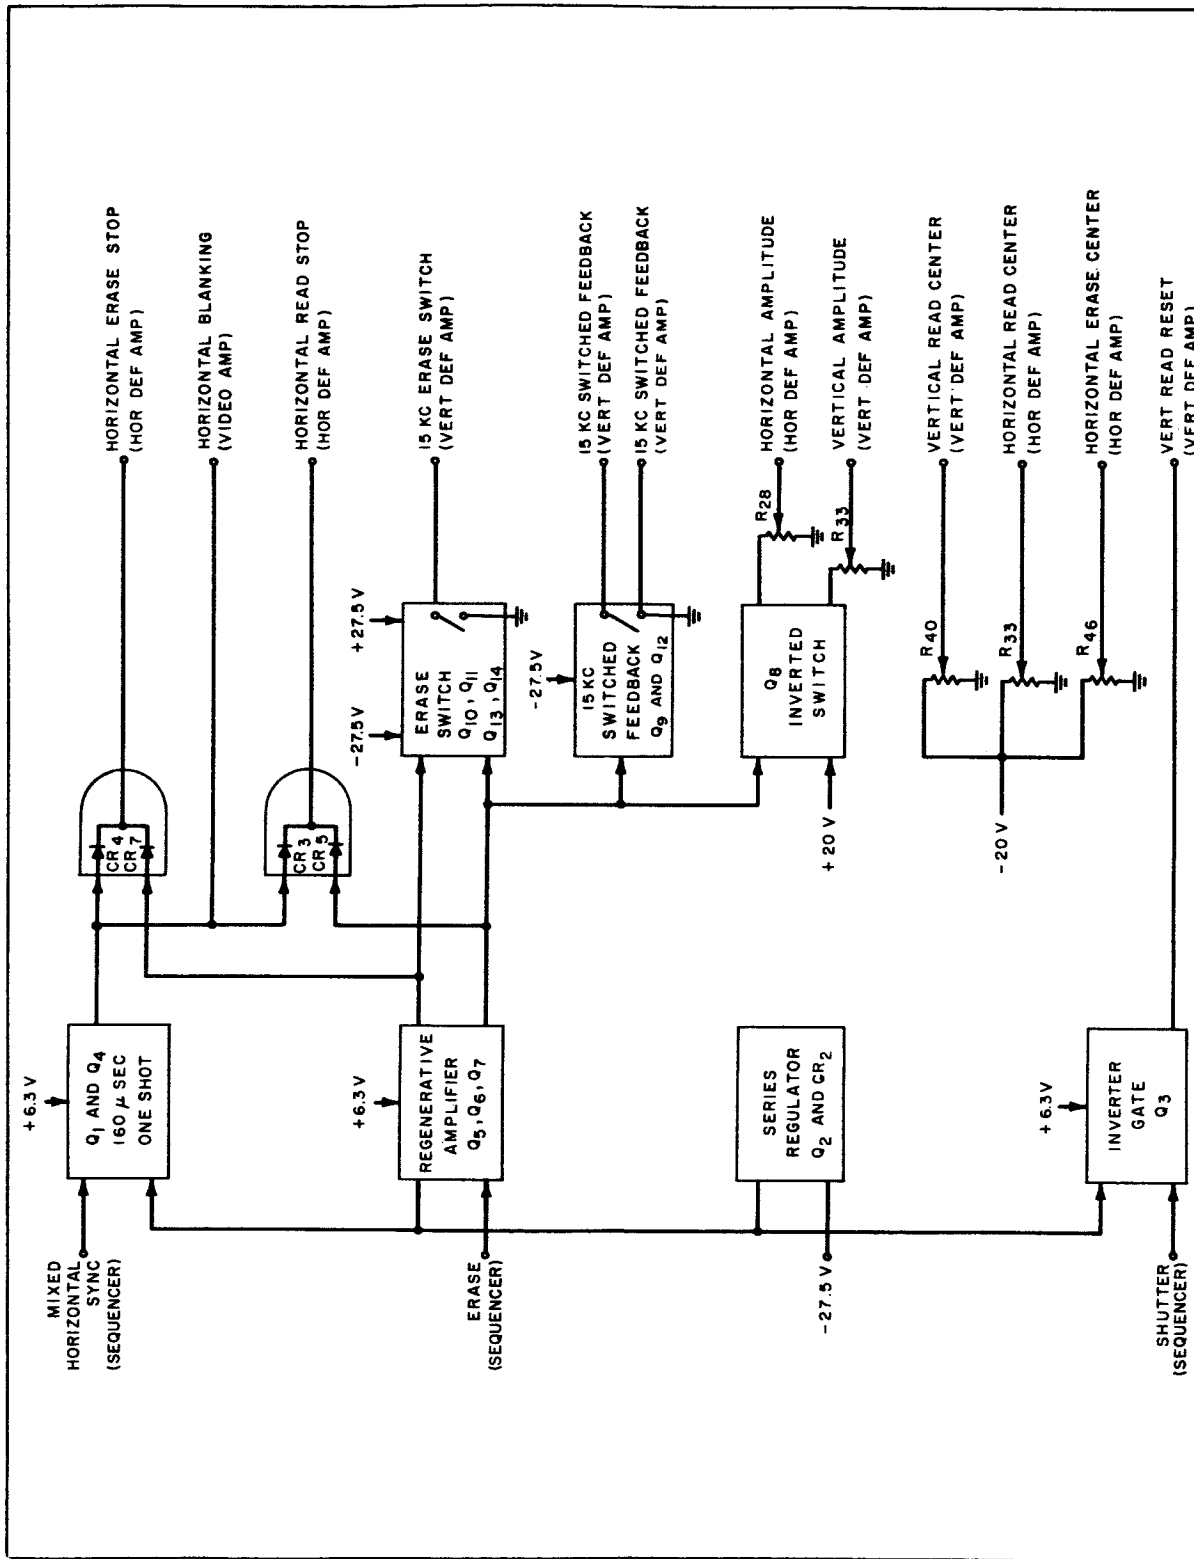 MIXED
HORIZONTAL
SYNC
(SEQUENCER)
+6.3 V
Q1 AND Q4
160 μ SEC
ONE SHOT
CR4
CR7
HORIZONTAL ERASE STOP
(HOR DEF AMP)
HORIZONTAL BLANKING
(VIDEO AMP)
CR3
CR5
HORIZONTAL READ STOP
(HOR DEF AMP)
ERASE
(SEQUENCER)
+6.3 V
REGENERATIVE
AMPLIFIER
Q5, Q6, Q7
-27.5 V
+27.5 V
ERASE
SWITCH
Q10, Q11
Q13, Q14
15 KC ERASE SWITCH
(VERT DEF AMP)
-27.5V
15 KC
SWITCHED
FEEDBACK
Q9 AND Q12
15 KC SWITCHED FEEDBACK
(VERT DEF AMP)
15 KC SWITCHED FEEDBACK
(VERT DEF AMP)
-27.5 V
SERIES
REGULATOR
Q2 AND CR2
+20 V
Q8
INVERTED
SWITCH
R28
HORIZONTAL AMPLITUDE
(HOR DEF AMP)
R33
VERTICAL AMPLITUDE
(VERT DEF AMP)
-20V
R40
VERTICAL READ CENTER
(VERT DEF AMP)
R33
HORIZONTAL READ CENTER
(HOR DEF AMP)
R46
HORIZONTAL ERASE CENTER
(HOR DEF AMP)
SHUTTER
(SEQUENCER)
+6.3V
INVERTER
GATE
Q3
VERT READ RESET
(VERT DEF AMP)